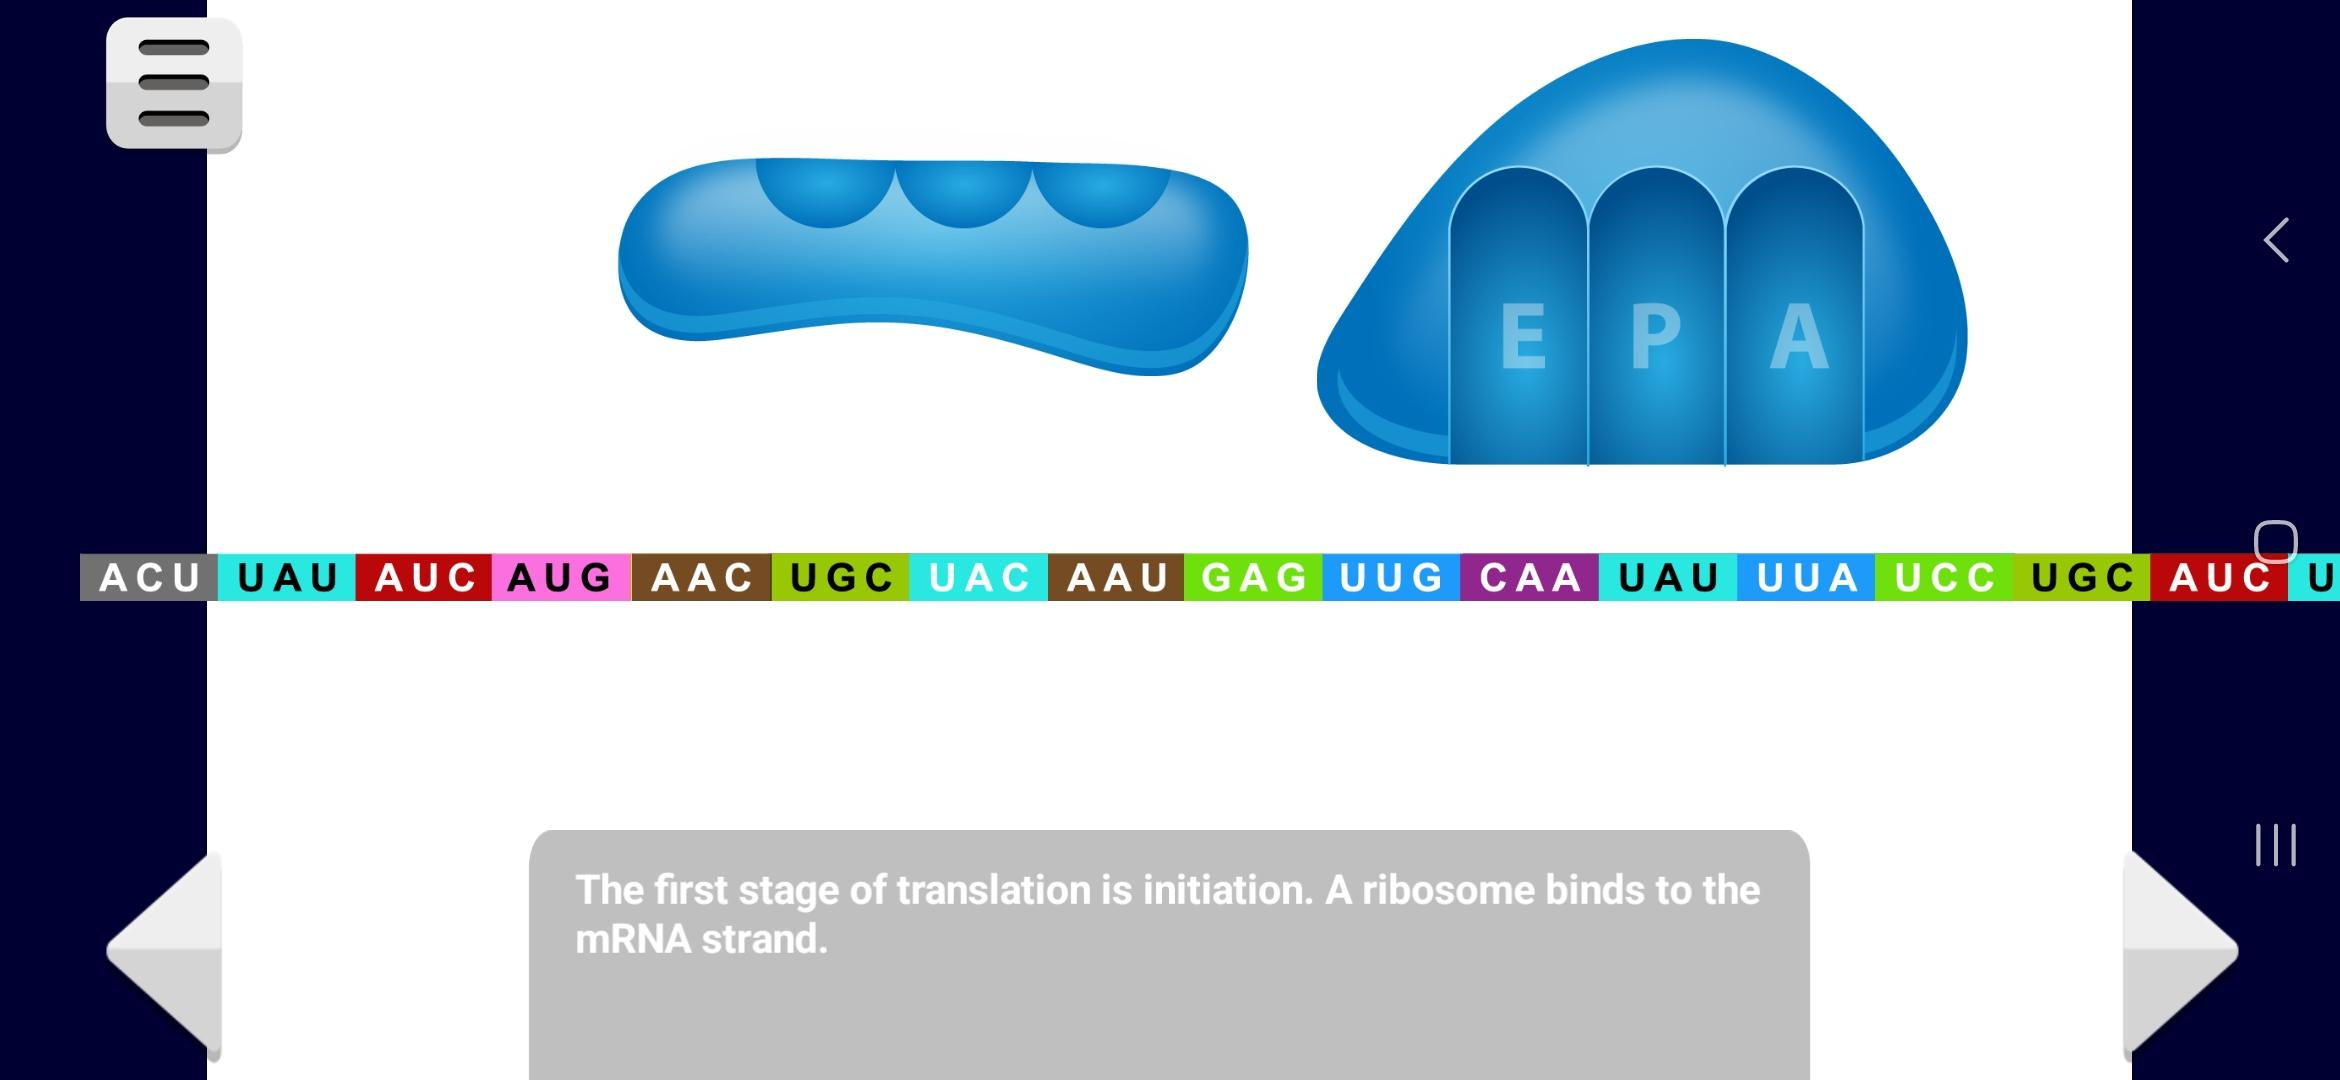 E P A
ACU UAU AUC AUG AAC UGC UAC AAU GAG UUG CAA UAU UUA UCC UGC AUC U
The first stage of translation is initiation. A ribosome binds to the
mRNA strand.